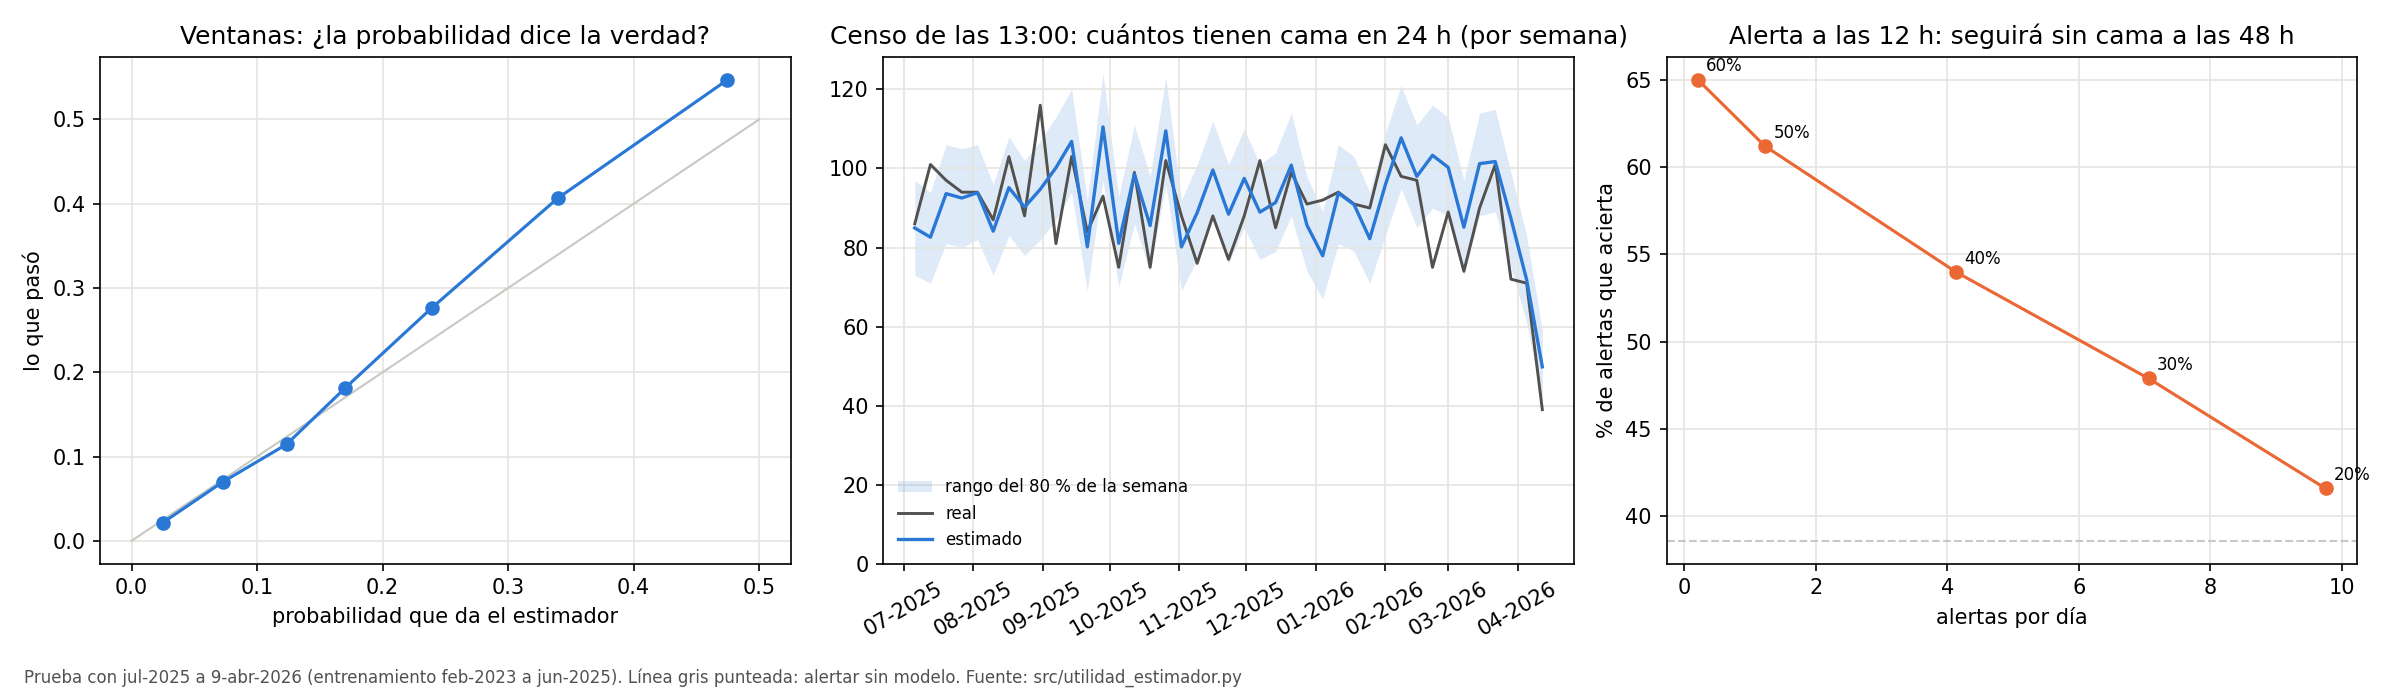 Ventanas: ¿la probabilidad dice la verdad?
lo que pasó
0.5
0.4
0.3
0.2
0.1
0.0
0.0 0.1 0.2 0.3 0.4 0.5
probabilidad que da el estimador
Censo de las 13:00: cuántos tienen cama en 24 h (por semana)
120
100
80
60
40
20
0
rango del 80 % de la semana
real
estimado
07-2025 08-2025 09-2025 10-2025 11-2025 12-2025 01-2026 02-2026 03-2026 04-2026
Alerta a las 12 h: seguirá sin cama a las 48 h
% de alertas que acierta
65
60
55
50
45
40
60%
50%
40%
30%
20%
0 2 4 6 8 10
alertas por día
Prueba con jul-2025 a 9-abr-2026 (entrenamiento feb-2023 a jun-2025). Línea gris punteada: alertar sin modelo. Fuente: src/utilidad_estimador.py